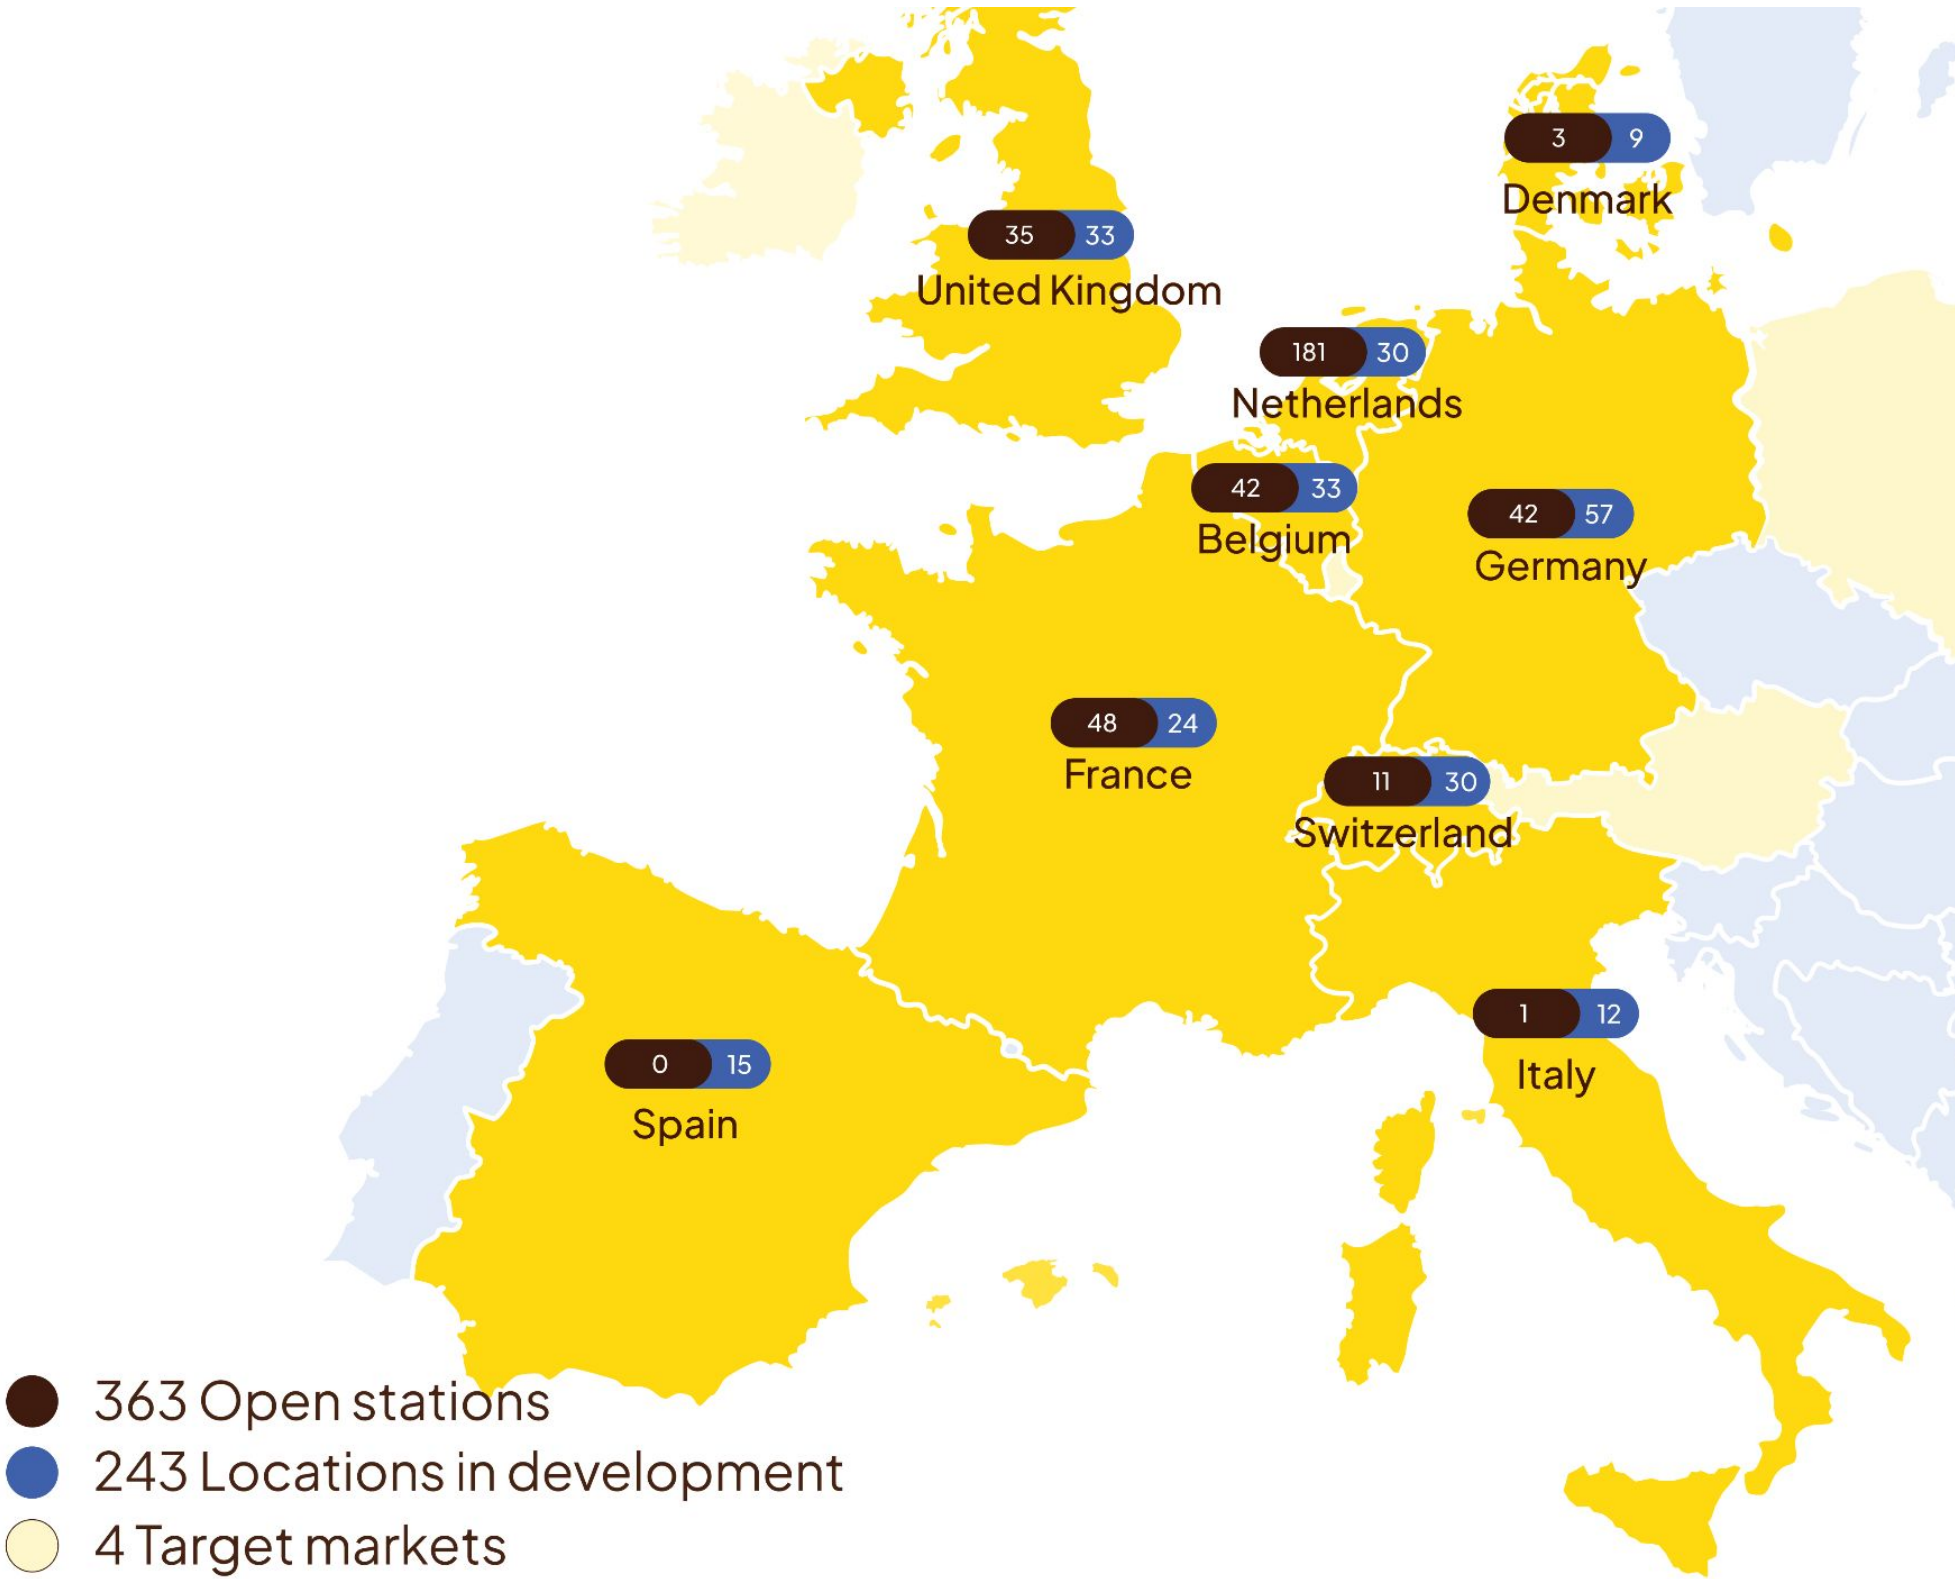 3 9
Denmark
35 33
United Kingdom
181 30
Netherlands
42 33
Belgium
42 57
Germany
48 24
France
11 30
Switzerland
1 12
Italy
0 15
Spain
363 Open stations
243 Locations in development
4 Target markets